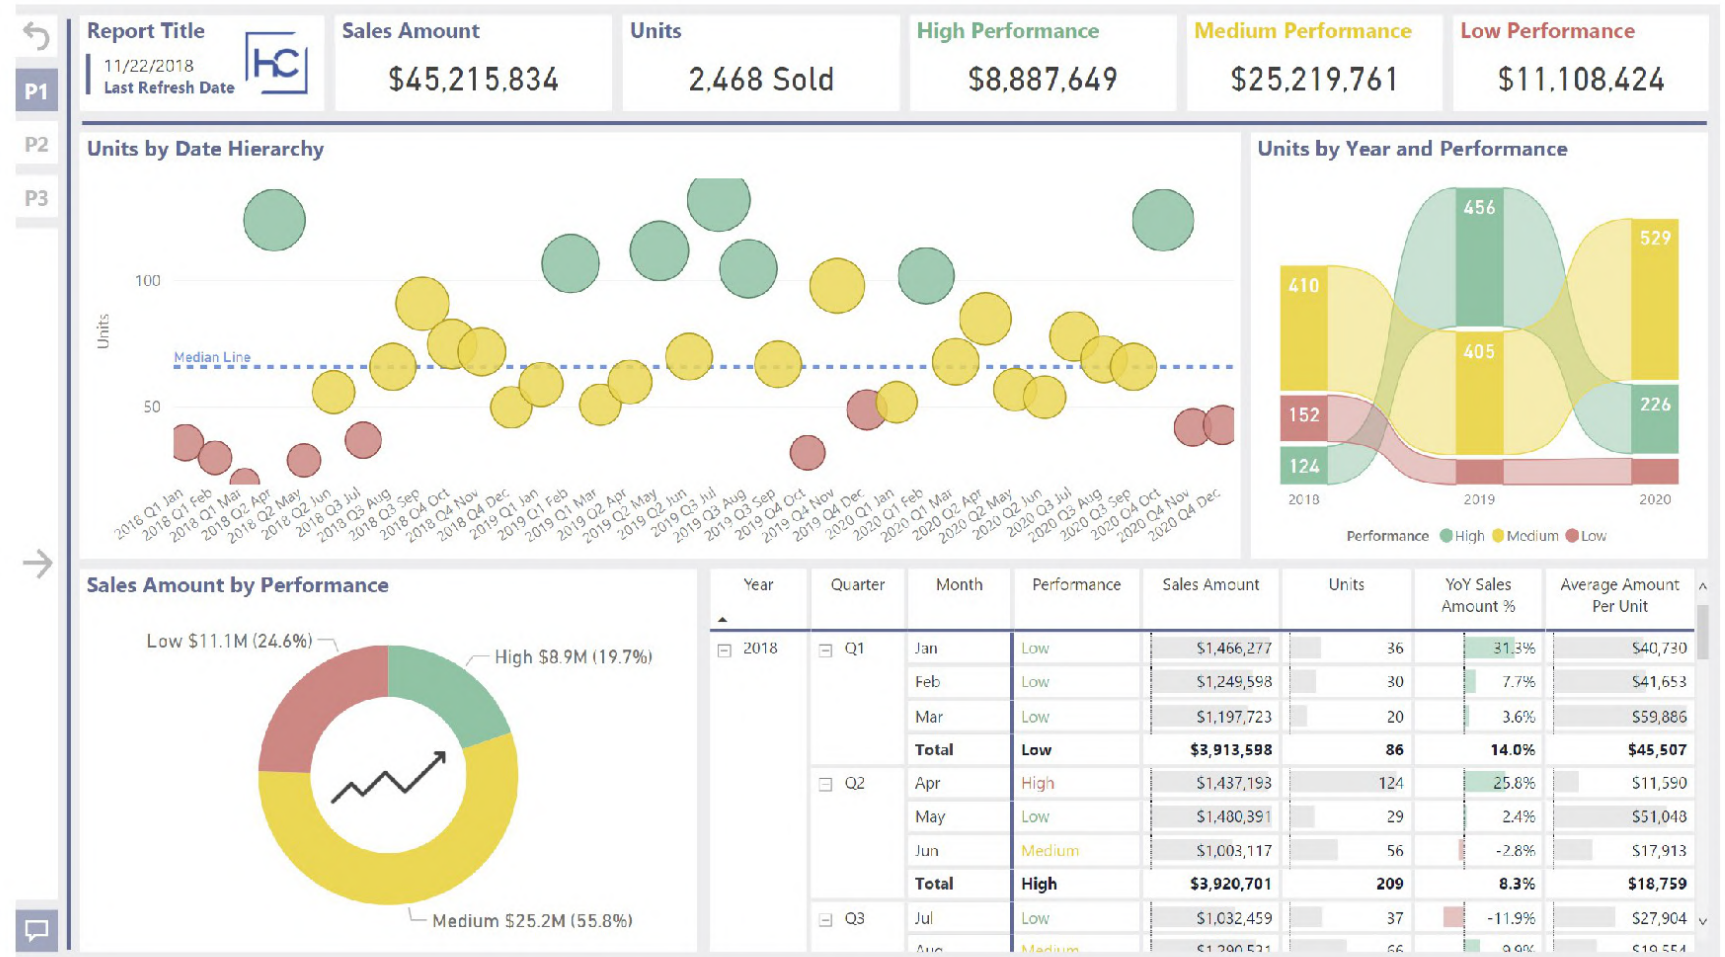 Report Title
11/22/2018
Last Refresh Date
HC
Sales Amount
$45,215,834
Units
2,468 Sold
High Performance
$8,887,649
Medium Performance
$25,219,761
Low Performance
$11,108,424
P1
P2
P3
Units by Date Hierarchy
Units
100
50
Median Line
2018 Q1 Jan
2018 Q1 Feb
2018 Q1 Mar
2018 Q2 Apr
2018 Q2 May
2018 Q2 Jun
2018 Q3 Jul
2018 Q3 Aug
2018 Q3 Sep
2018 Q4 Oct
2018 Q4 Nov
2018 Q4 Dec
2019 Q1 Jan
2019 Q1 Feb
2019 Q1 Mar
2019 Q2 Apr
2019 Q2 May
2019 Q2 Jun
2019 Q3 Jul
2019 Q3 Aug
2019 Q3 Sep
2019 Q4 Oct
2019 Q4 Nov
2019 Q4 Dec
2020 Q1 Jan
2020 Q1 Feb
2020 Q1 Mar
2020 Q2 Apr
2020 Q2 May
2020 Q2 Jun
2020 Q3 Jul
2020 Q3 Aug
2020 Q3 Sep
2020 Q4 Oct
2020 Q4 Nov
2020 Q4 Dec
Units by Year and Performance
410
152
124
456
405
529
226
2018 2019 2020
Performance High Medium Low
Sales Amount by Performance
Low $11.1M (24.6%)
High $8.9M (19.7%)
Medium $25.2M (55.8%)
Year Quarter Month Performance Sales Amount Units YoY Sales Amount % Average Amount Per Unit
2018 Q1 Jan Low $1,466,277 36 31.3% $40,730
Feb Low $1,249,598 30 7.7% $41,653
Mar Low $1,197,723 20 3.6% $59,886
Total Low $3,913,598 86 14.0% $45,507
Q2 Apr High $1,437,193 124 25.8% $11,590
May Low $1,480,391 29 2.4% $51,048
Jun Medium $1,003,117 56 -2.8% $17,913
Total High $3,920,701 209 8.3% $18,759
Q3 Jul Low $1,032,459 37 -11.9% $27,904
Aug Medium $1,290,531 66 9.9% $19,554